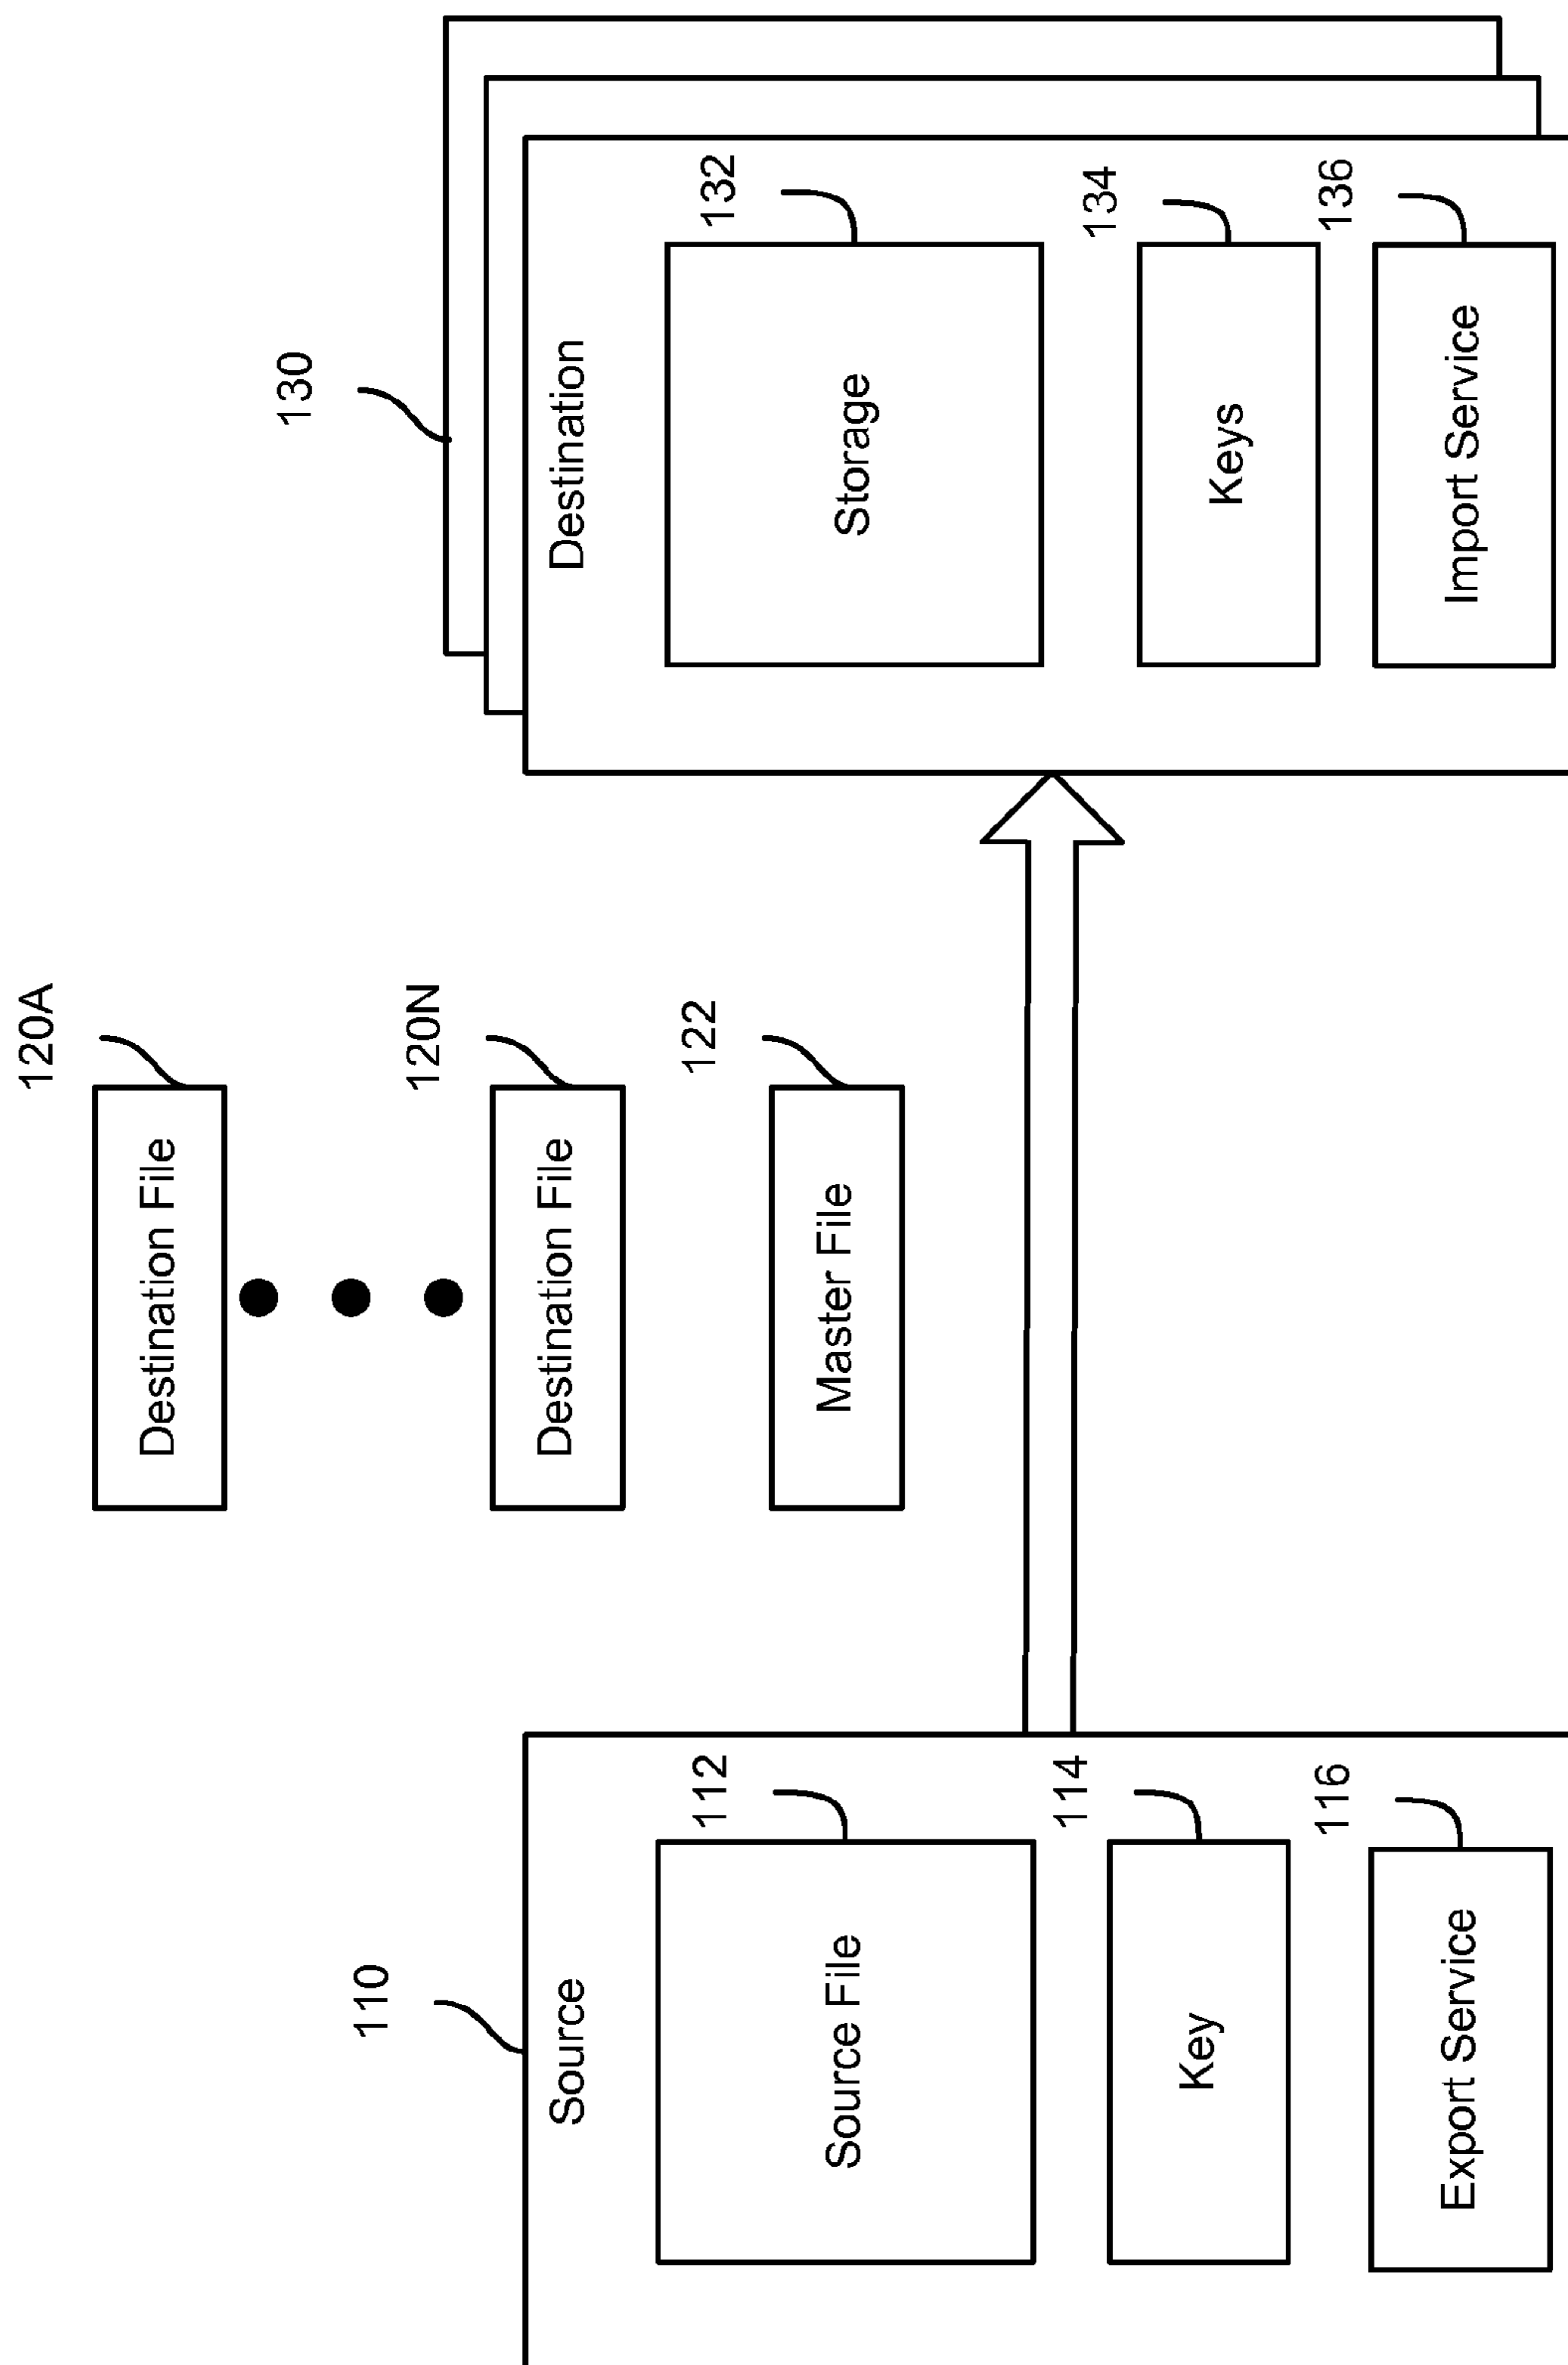 110
Source
112
Source File
114
Key
116
Export Service
120A
Destination File
120N
Destination File
122
Master File
130
Destination
132
Storage
134
Keys
136
Import Service